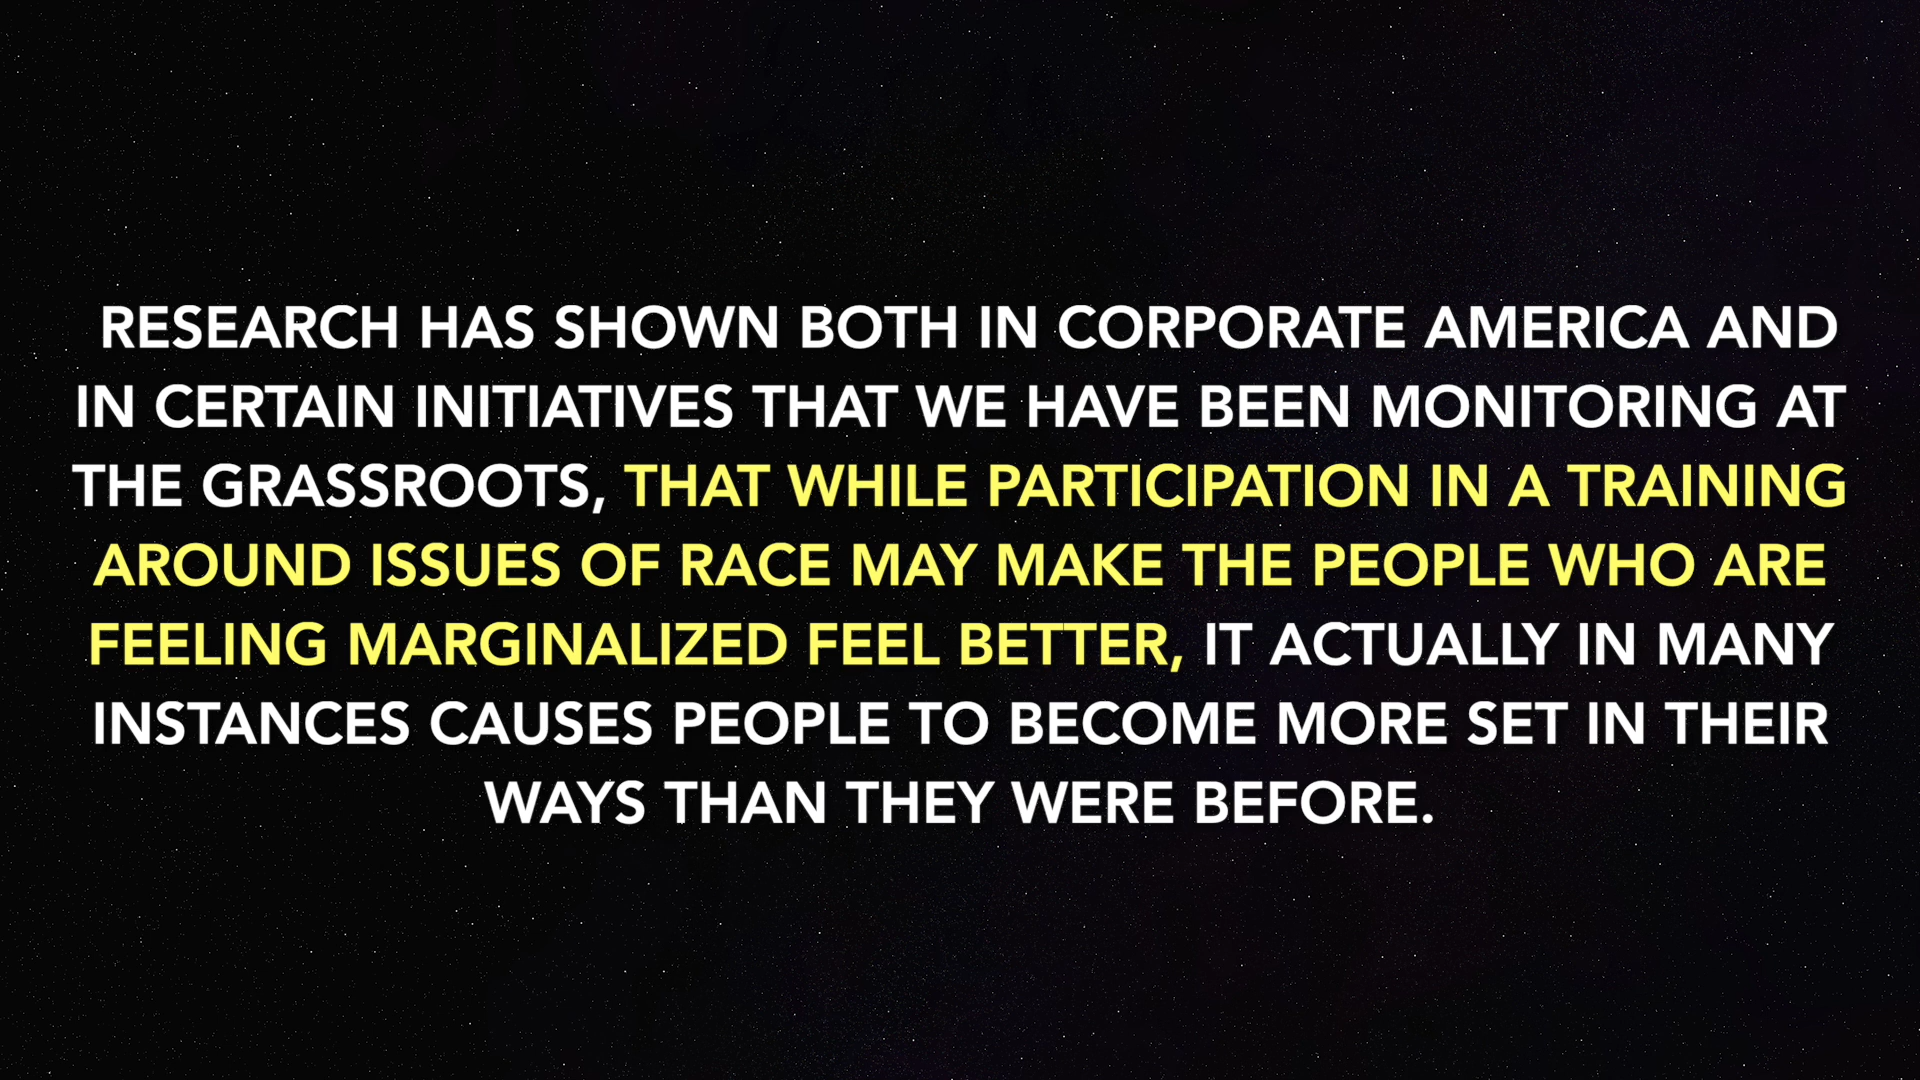 RESEARCH HAS SHOWN BOTH IN CORPORATE AMERICA AND
IN CERTAIN INITIATIVES THAT WE HAVE BEEN MONITORING AT
THE GRASSROOTS, THAT WHILE PARTICIPATION IN A TRAINING
AROUND ISSUES OF RACE MAY MAKE THE PEOPLE WHO ARE
FEELING MARGINALIZED FEEL BETTER, IT ACTUALLY IN MANY
INSTANCES CAUSES PEOPLE TO BECOME MORE SET IN THEIR
WAYS THAN THEY WERE BEFORE.